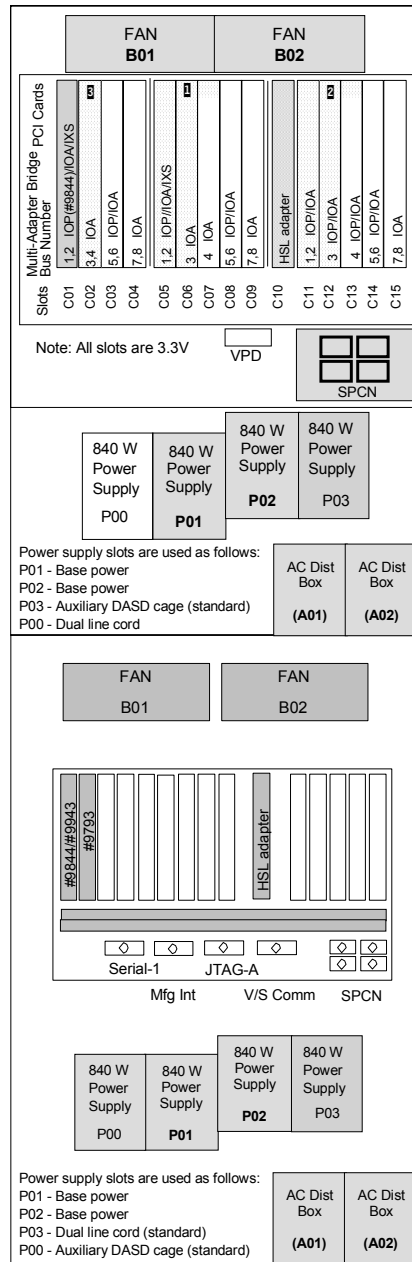 FAN
B01
FAN
B02
Multi-Adapter Bridge PCI Cards
Bus Number
Slots
1,2 IOP(#9844)/IOA/IXS
3,4 IOA
3
5,6 IOP/IOA
7,8 IOA
1,2 IOP//IOA/IXS
3 IOA
1
4 IOA
5,6 IOP/IOA
7,8 IOA
HSL adapter
1,2 IOP/IOA
3 IOP/IOA
2
4 IOP/IOA
5,6 IOP/IOA
7,8 IOA
C01
C02
C03
C04
C05
C06
C07
C08
C09
C10
C11
C12
C13
C14
C15
Note: All slots are 3.3V
VPD
SPCN
840 W
Power
Supply
P00
840 W
Power
Supply
P01
840 W
Power
Supply
P02
840 W
Power
Supply
P03
Power supply slots are used as follows:
P01 - Base power
P02 - Base power
P03 - Auxiliary DASD cage (standard)
P00 - Dual line cord
AC Dist
Box
(A01)
AC Dist
Box
(A02)
FAN
B01
FAN
B02
#9844/#9943
#9793
HSL adapter
Serial-1
JTAG-A
Mfg Int
V/S Comm
SPCN
840 W
Power
Supply
P00
840 W
Power
Supply
P01
840 W
Power
Supply
P02
840 W
Power
Supply
P03
Power supply slots are used as follows:
P01 - Base power
P02 - Base power
P03 - Dual line cord (standard)
P00 - Auxiliary DASD cage (standard)
AC Dist
Box
(A01)
AC Dist
Box
(A02)